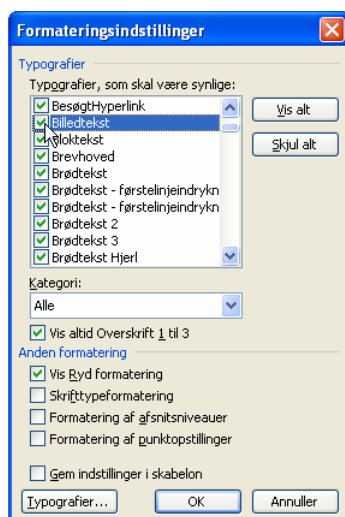 Formateringsindstillinger
Typografier
Typografier, som skal være synlige:
BesøgtHyperlink
Billedtekst
Bloktekst
Brevhoved
Brødtekst
Brødtekst - førstelinjeindrykn
Brødtekst - førstelinjeindrykn
Brødtekst 2
Brødtekst 3
Brødtekst Hjerl
Vis alt
Skjul alt
Kategori:
Alle
Vis altid Overskrift 1 til 3
Anden formatering
Vis Ryd formatering
Skrifttypeformatering
Formatering af afsnitsniveauer
Formatering af punktopstillinger
Gem indstillinger i skabelon
Typografier...
OK
Annuller